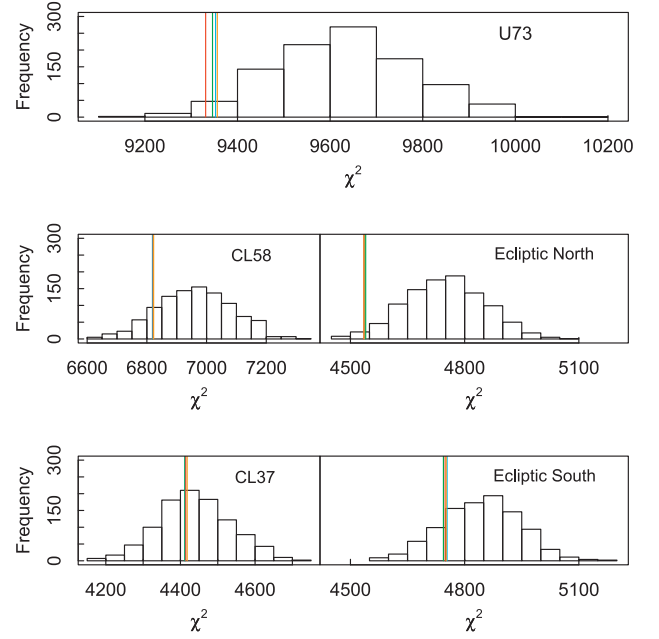 Frequency
0 150 300
U73
9200 9400 9600 9800 10000 10200
χ²
Frequency
0 150 300
CL58
Ecliptic North
6600 6800 7000 7200
4500 4800 5100
χ²
χ²
Frequency
0 150 300
CL37
Ecliptic South
4200 4400 4600
4500 4800 5100
χ²
χ²